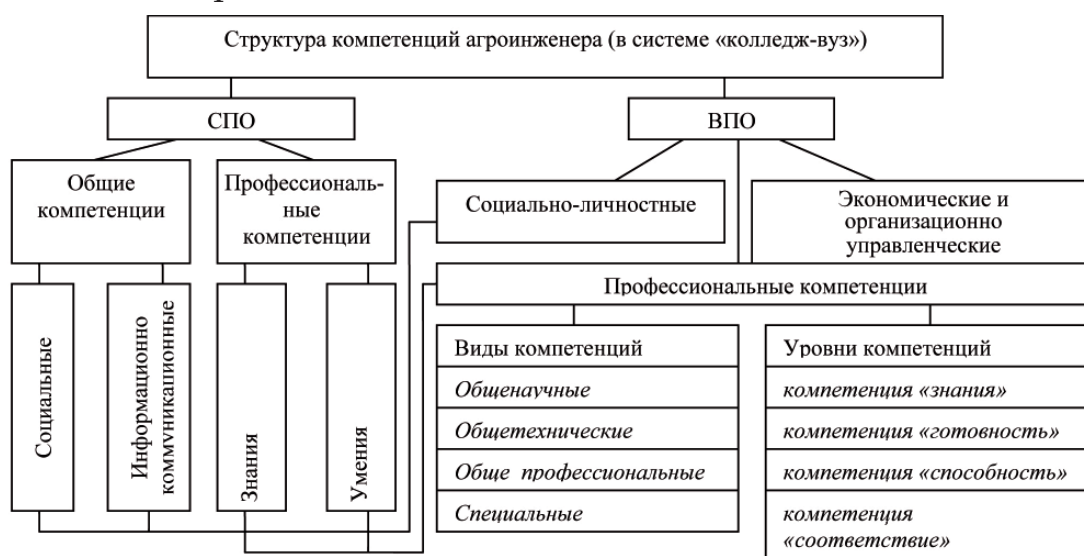 Структура компетенций агроинженера (в системе «колледж-вуз»)
СПО
ВПО
Общие
компетенции
Профессиональ-
ные
компетенции
Социально-личностные
Экономические и
организационно
управленческие
Социальные
Информационно
коммуникационные
Знания
Умения
Профессиональные компетенции
Виды компетенций
Общенаучные
Общетехнические
Обще профессиональные
Специальные
Уровни компетенций
компетенция «знания»
компетенция «готовность»
компетенция «способность»
компетенция
«соответствие»